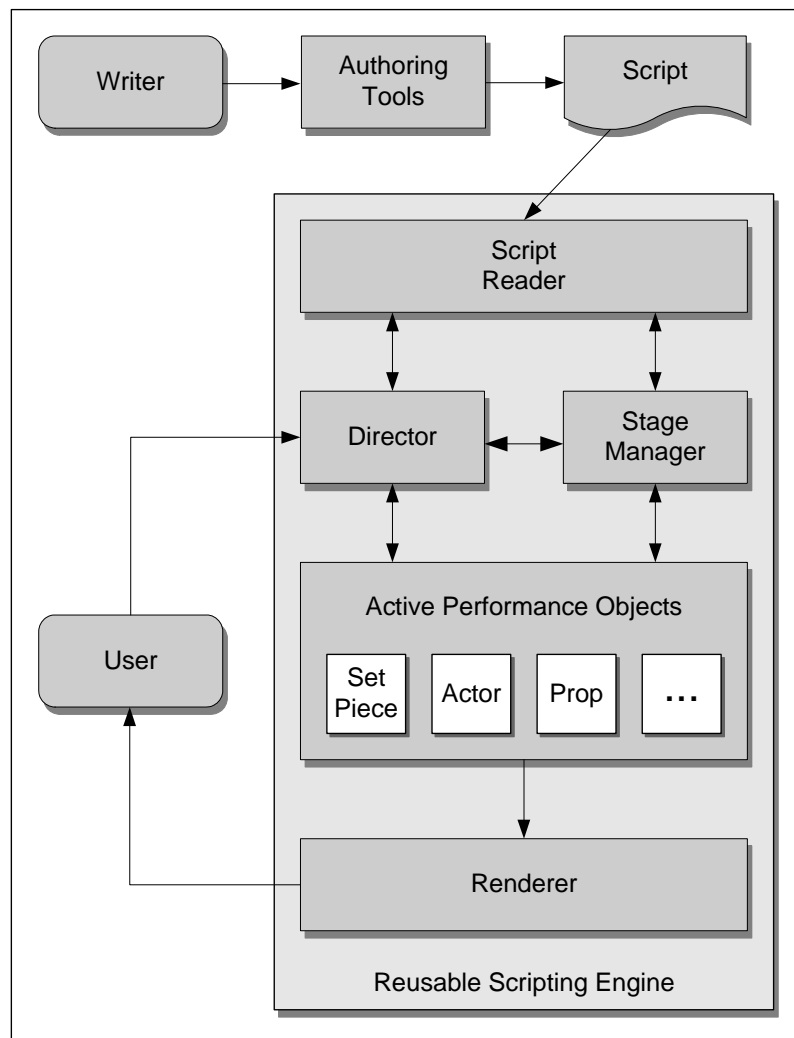 Writer
Authoring
Tools
Script
Script
Reader
Director
Stage
Manager
Active Performance Objects
User
Set
Piece
Actor
Prop
...
Renderer
Reusable Scripting Engine